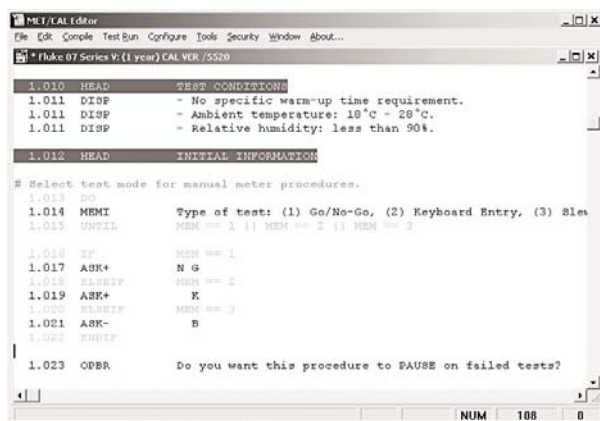 MET/CAL Editor
File Edit Compile Test Run Configure Tools Security Window About...
* Fluke 87 Series V: (1 year) CAL VER /5520
1.010 HEAD TEST CONDITIONS
1.011 DISP - No specific warm-up time requirement.
1.011 DISP - Ambient temperature: 18°C - 28°C.
1.011 DISP - Relative humidity: less than 90%.
1.012 HEAD INITIAL INFORMATION
# Select test mode for manual meter procedures.
1.013 DO
1.014 MEMI Type of test: (1) Go/No-Go, (2) Keyboard Entry, (3) Slew
1.015 UNTIL MEM == 1 || MEM == 2 || MEM == 3
1.016 IF MEM == 1
1.017 ASK+ N G
1.018 ELSEIF MEM == 2
1.019 ASK+ K
1.020 ELSEIF MEM == 3
1.021 ASK- B
1.022 ENDIF
1.023 OPBR Do you want this procedure to PAUSE on failed tests?
NUM 108 0